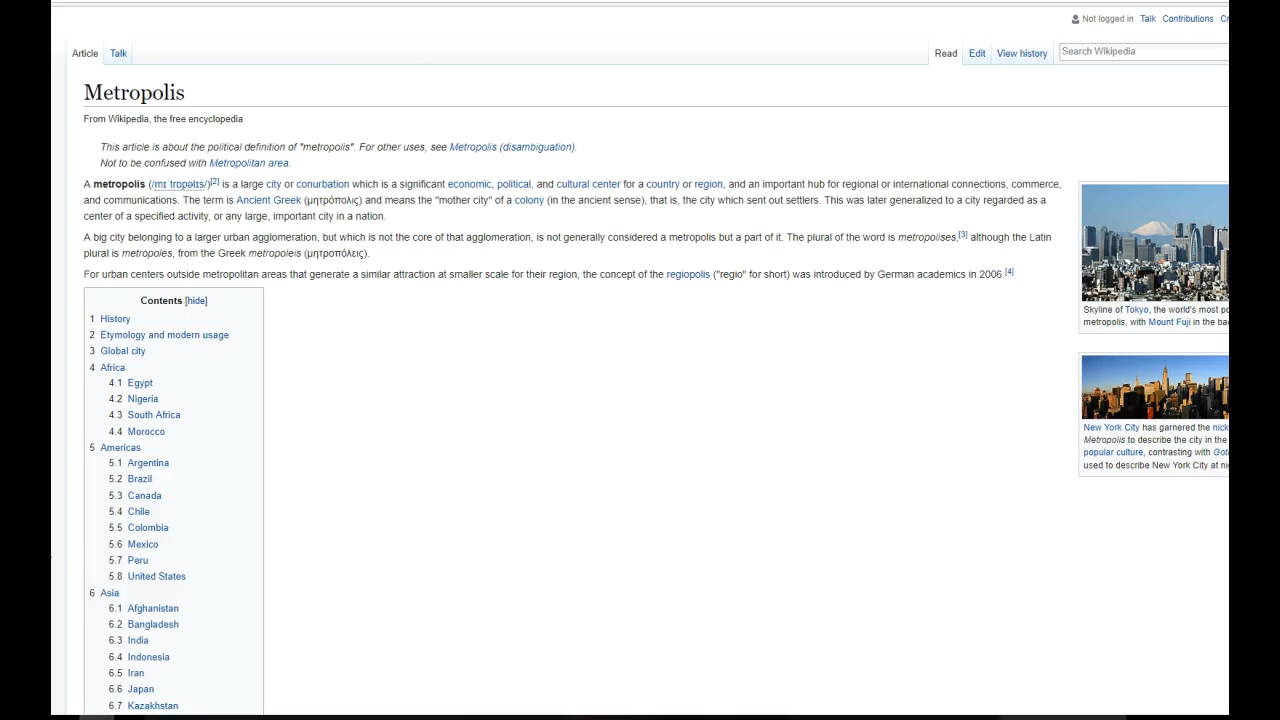 Not logged in Talk Contributions
Article Talk Read Edit View history Search Wikipedia
Metropolis
From Wikipedia, the free encyclopedia
This article is about the political definition of "metropolis". For other uses, see Metropolis (disambiguation).
Not to be confused with Metropolitan area.
A metropolis (/mɪˈtrɒpəlɪs/)[2] is a large city or conurbation which is a significant economic, political, and cultural center for a country or region, and an important hub for regional or international connections, commerce,
and communications. The term is Ancient Greek (μητρόπολις) and means the "mother city" of a colony (in the ancient sense), that is, the city which sent out settlers. This was later generalized to a city regarded as a
center of a specified activity, or any large, important city in a nation.
A big city belonging to a larger urban agglomeration, but which is not the core of that agglomeration, is not generally considered a metropolis but a part of it. The plural of the word is metropolises,[3] although the Latin
plural is metropoles, from the Greek metropoleis (μητροπόλεις).
For urban centers outside metropolitan areas that generate a similar attraction at smaller scale for their region, the concept of the regiopolis ("regio" for short) was introduced by German academics in 2006.[4]
Contents [hide]
1 History
2 Etymology and modern usage
3 Global city
4 Africa
4.1 Egypt
4.2 Nigeria
4.3 South Africa
4.4 Morocco
5 Americas
5.1 Argentina
5.2 Brazil
5.3 Canada
5.4 Chile
5.5 Colombia
5.6 Mexico
5.7 Peru
5.8 United States
6 Asia
6.1 Afghanistan
6.2 Bangladesh
6.3 India
6.4 Indonesia
6.5 Iran
6.6 Japan
6.7 Kazakhstan
Skyline of Tokyo, the world's most
metropolis, with Mount Fuji in the
New York City has garnered the
Metropolis to describe the city in the
popular culture, contrasting with
used to describe New York City at